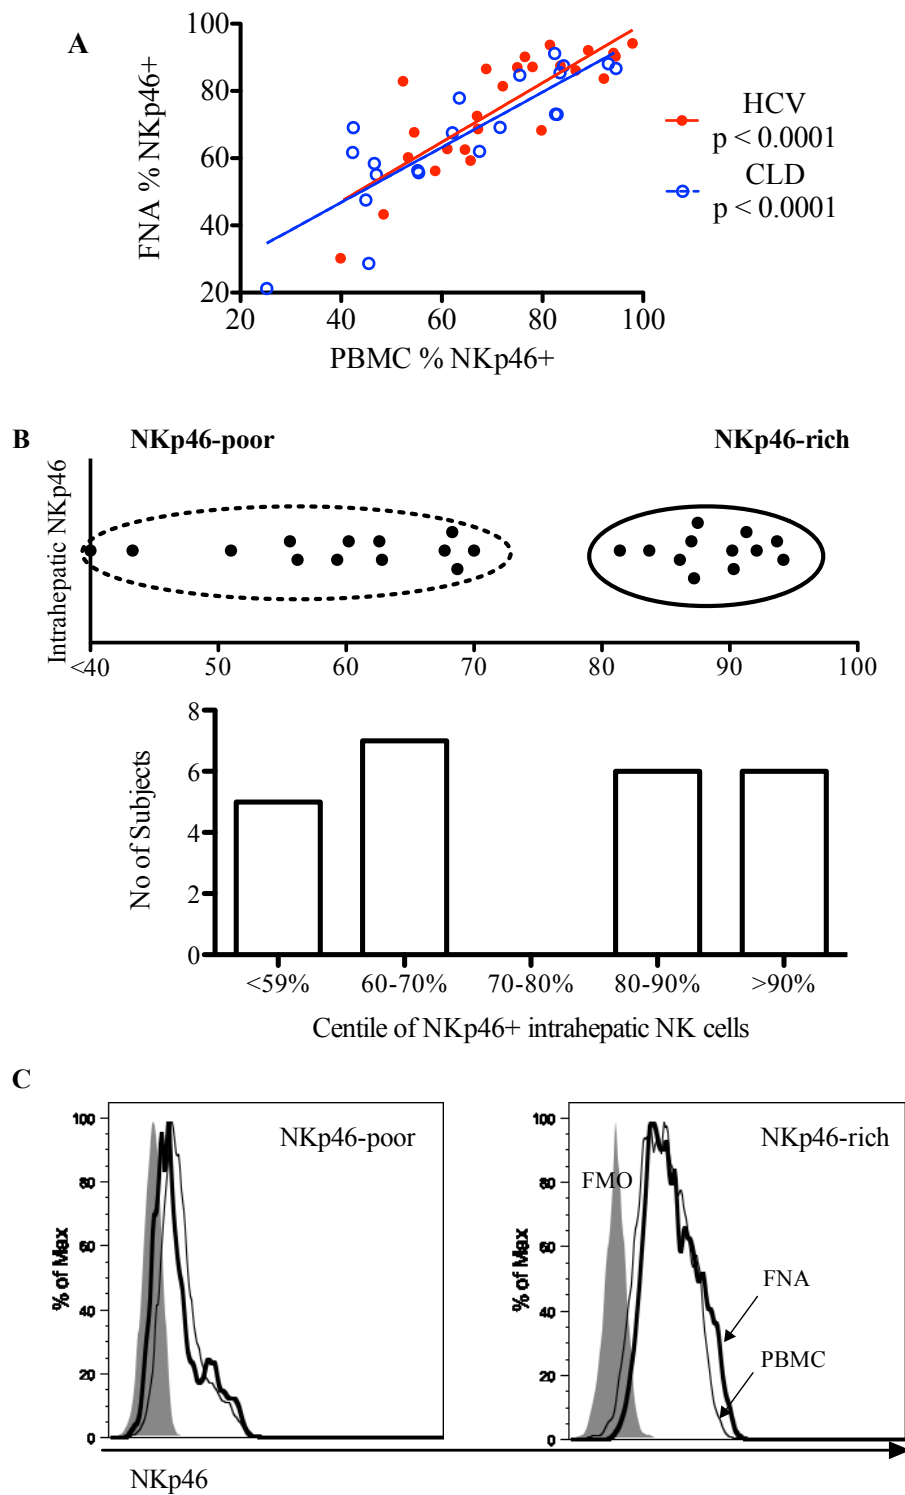 A
100
80
60
40
20
FNA % NKp46+
20 40 60 80 100
PBMC % NKp46+
HCV
p < 0.0001
CLD
p < 0.0001
B
NKp46-poor NKp46-rich
Intrahepatic NKp46
<40 50 60 70 80 90 100
8
6
4
2
0
No of Subjects
<59% 60-70% 70-80% 80-90% >90%
Centile of NKp46+ intrahepatic NK cells
C
100
80
60
40
20
0
% of Max
NKp46-poor
100
80
60
40
20
0
% of Max
NKp46-rich
FMO
FNA
PBMC
NKp46